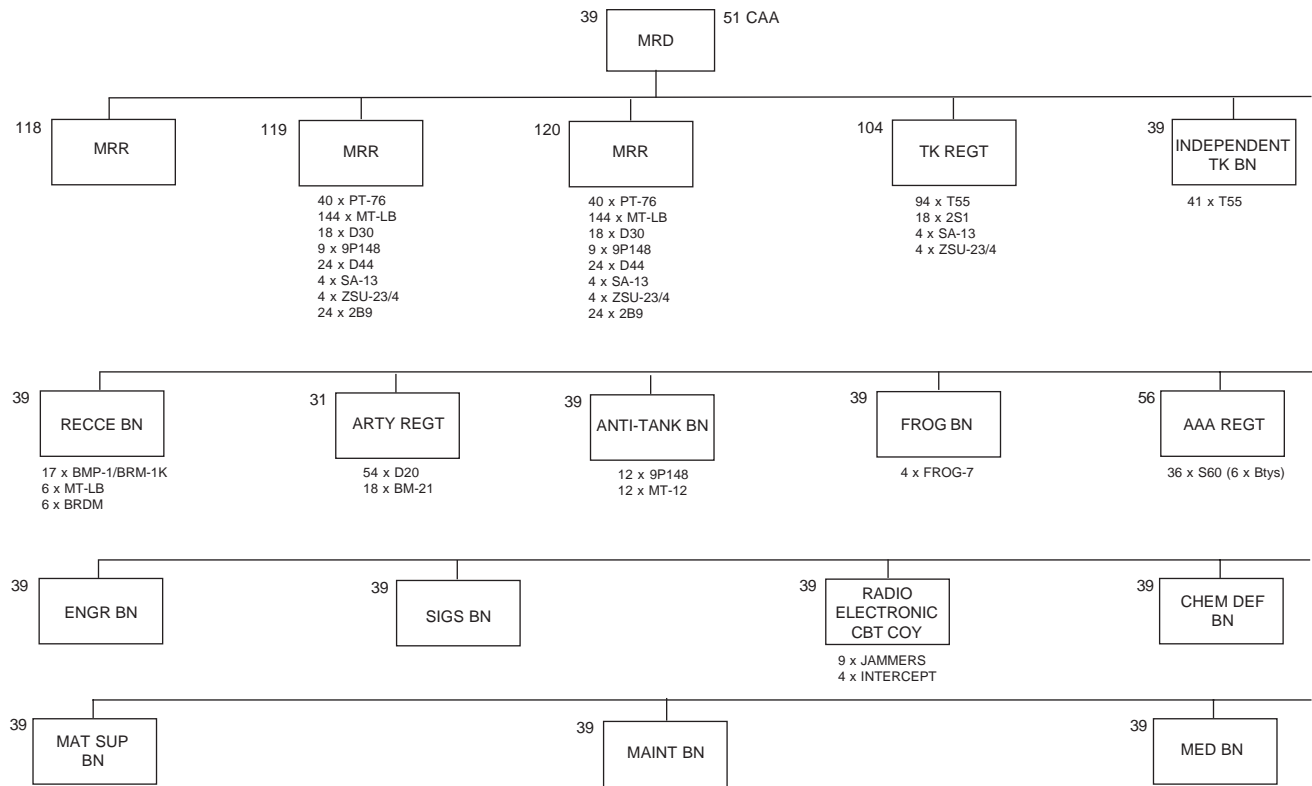 39
MRD
51 CAA
118
MRR
119
MRR
40 x PT-76
144 x MT-LB
18 x D30
9 x 9P148
24 x D44
4 x SA-13
4 x ZSU-23/4
24 x 2B9
120
MRR
40 x PT-76
144 x MT-LB
18 x D30
9 x 9P148
24 x D44
4 x SA-13
4 x ZSU-23/4
24 x 2B9
104
TK REGT
94 x T55
18 x 2S1
4 x SA-13
4 x ZSU-23/4
39
INDEPENDENT
TK BN
41 x T55
39
RECCE BN
17 x BMP-1/BRM-1K
6 x MT-LB
6 x BRDM
31
ARTY REGT
54 x D20
18 x BM-21
39
ANTI-TANK BN
12 x 9P148
12 x MT-12
39
FROG BN
4 x FROG-7
56
AAA REGT
36 x S60 (6 x Btys)
39
ENGR BN
39
SIGS BN
39
RADIO
ELECTRONIC
CBT COY
9 x JAMMERS
4 x INTERCEPT
39
CHEM DEF
BN
39
MAT SUP
BN
39
MAINT BN
39
MED BN